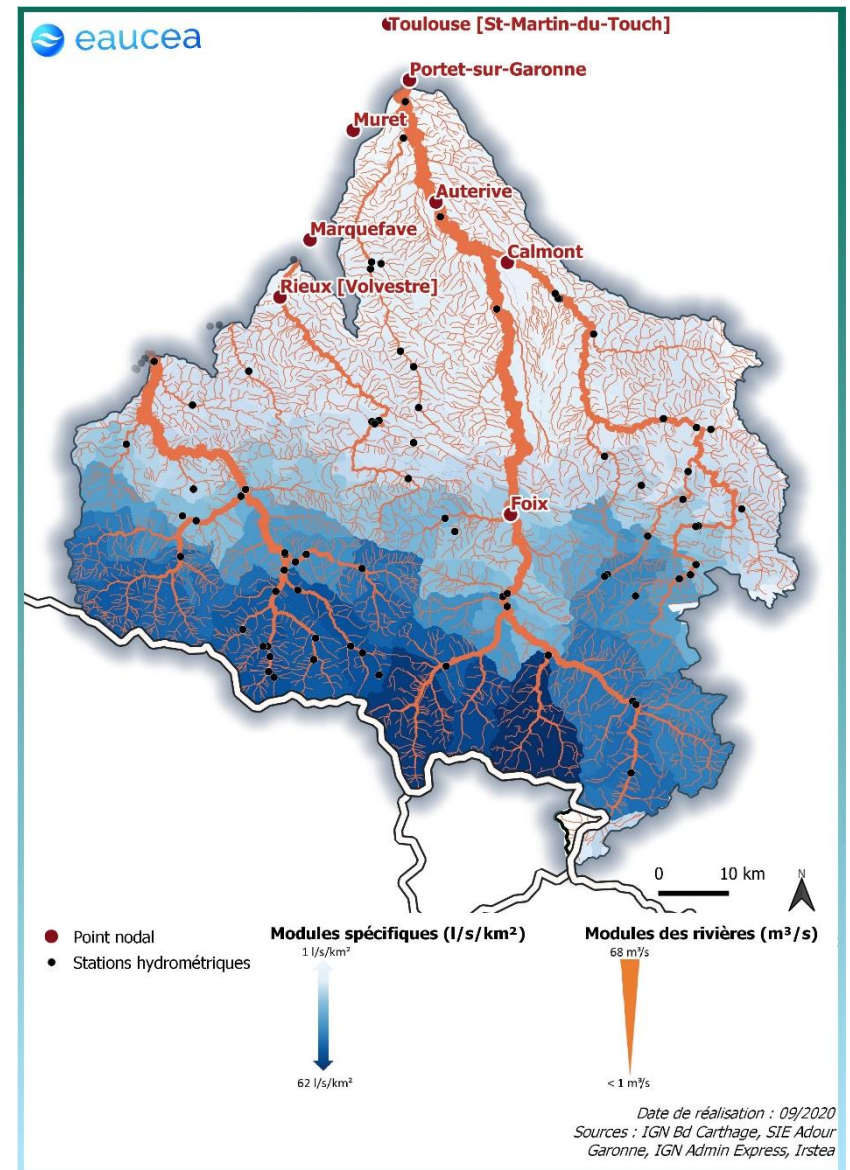 eaucea
Toulouse [St-Martin-du-Touch]
Portet-sur-Garonne
Muret
Auterive
Marquefave
Calmont
Rieux [Volvestre]
Foix
0 10 km
N
Point nodal
Stations hydrométriques
Modules spécifiques (l/s/km²)
1 l/s/km²
62 l/s/km²
Modules des rivières (m³/s)
68 m³/s
< 1 m³/s
Date de réalisation : 09/2020
Sources : IGN Bd Carthage, SIE Adour
Garonne, IGN Admin Express, Irstea